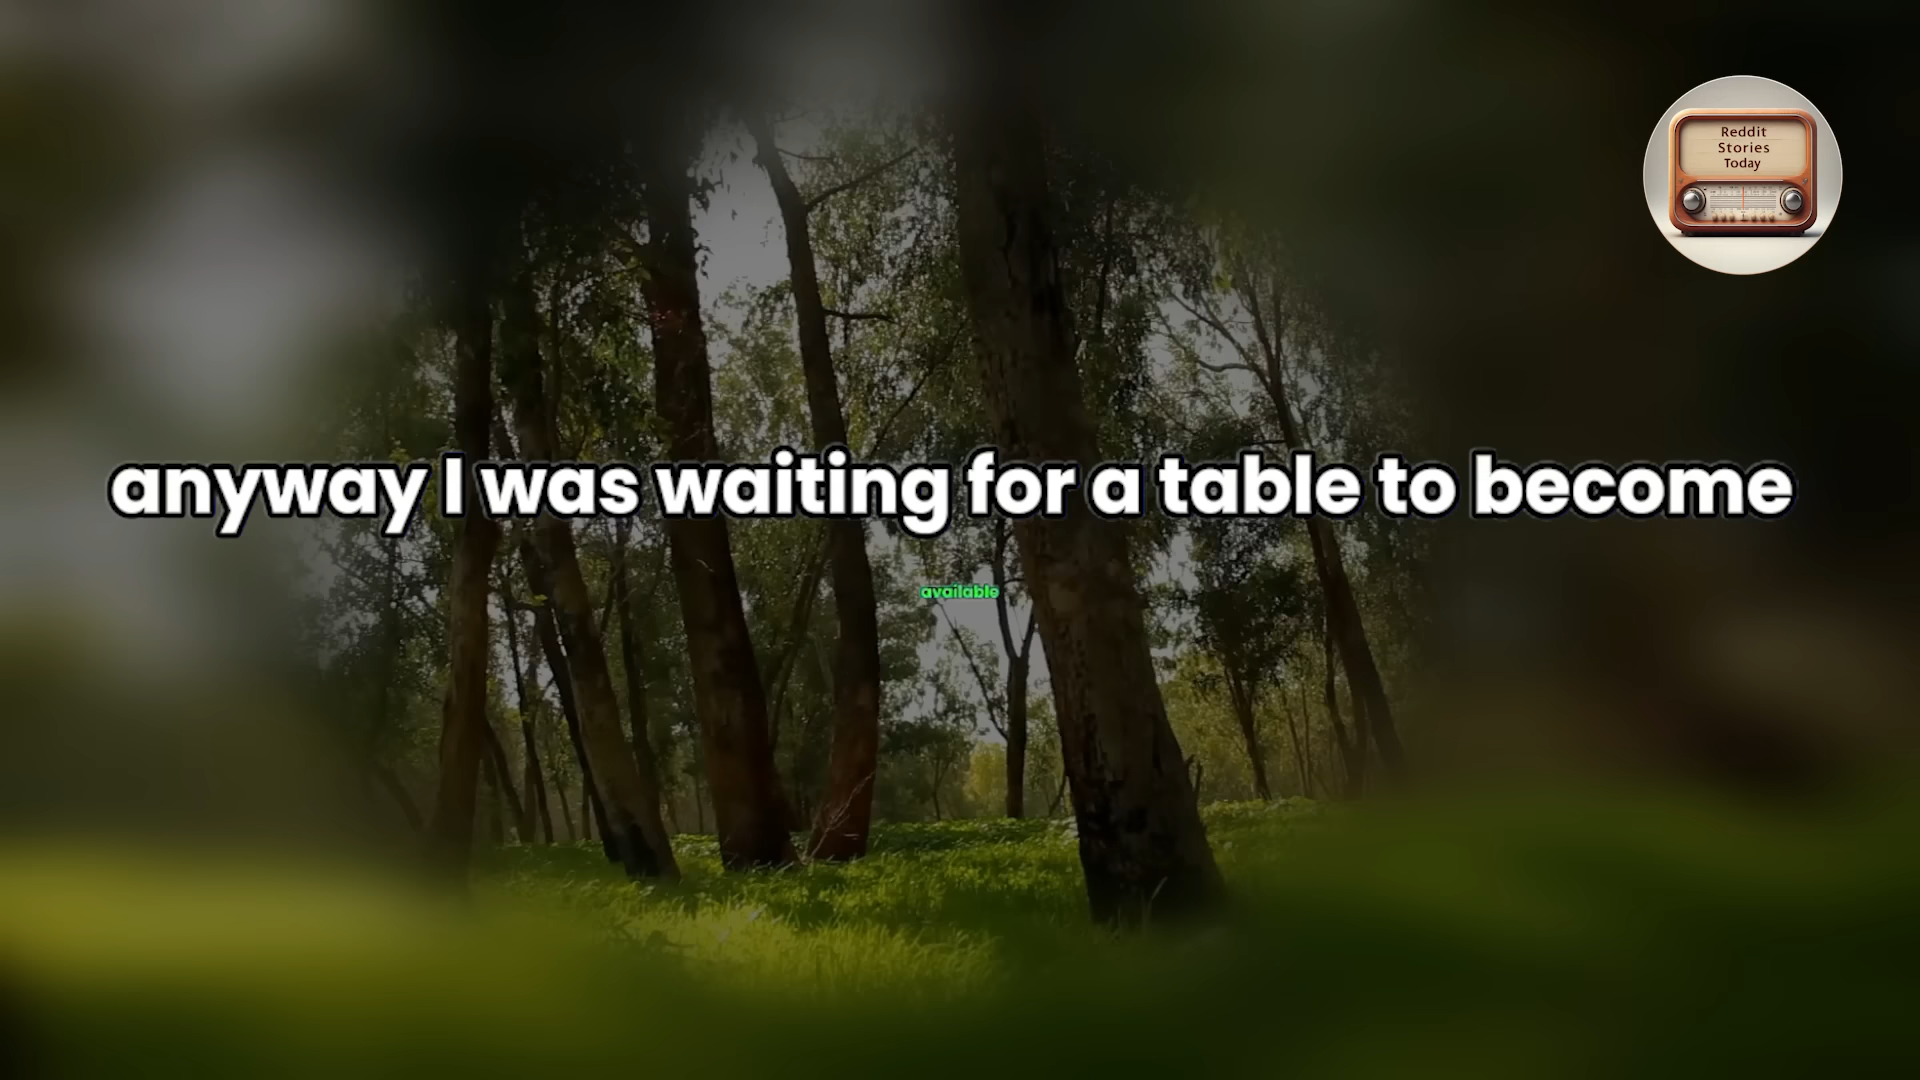 Reddit
Stories
Today
anyway I was waiting for a table to become
available